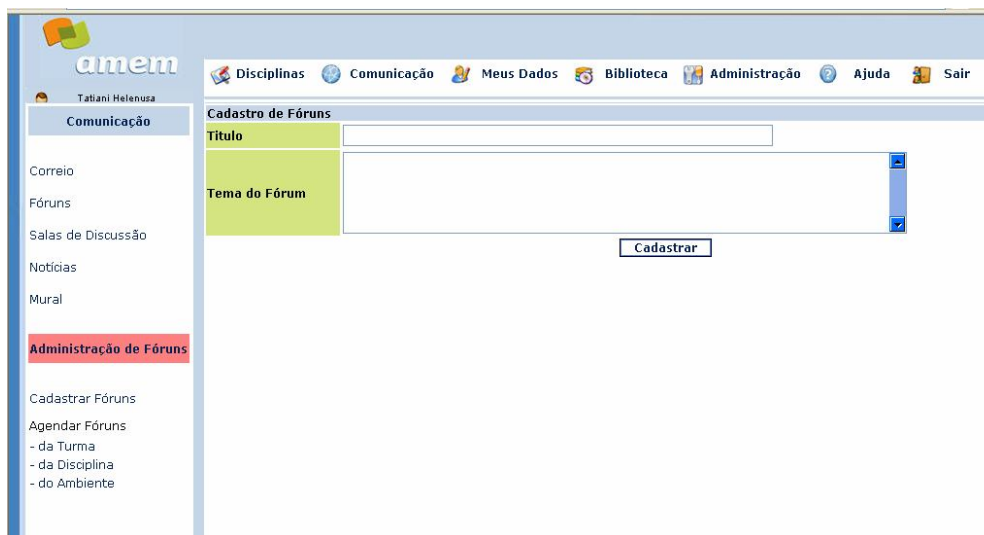 amem
Tatiani Helenusa
Disciplinas Comunicação Meus Dados Biblioteca Administração Ajuda Sair
Comunicação
Correio
Fóruns
Salas de Discussão
Notícias
Mural
Administração de Fóruns
Cadastrar Fóruns
Agendar Fóruns
- da Turma
- da Disciplina
- do Ambiente
Cadastro de Fóruns
Titulo
Tema do Fórum
Cadastrar